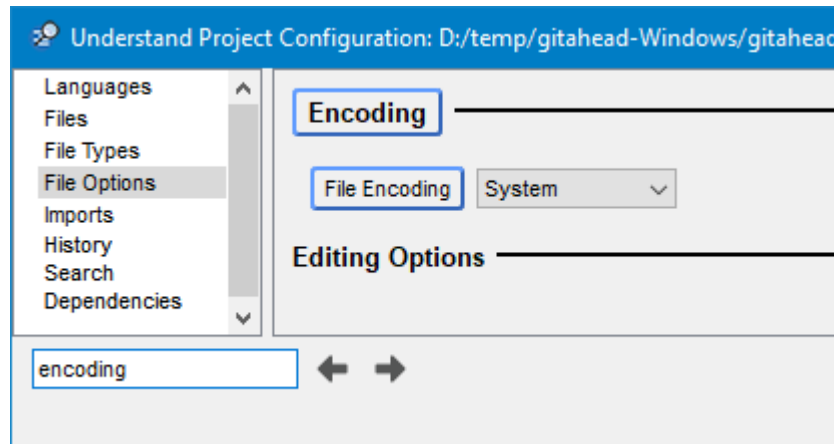 Understand Project Configuration: D:/temp/gitahead-Windows/gitahead
Languages
Files
File Types
File Options
Imports
History
Search
Dependencies
Encoding
File Encoding System
Editing Options
encoding